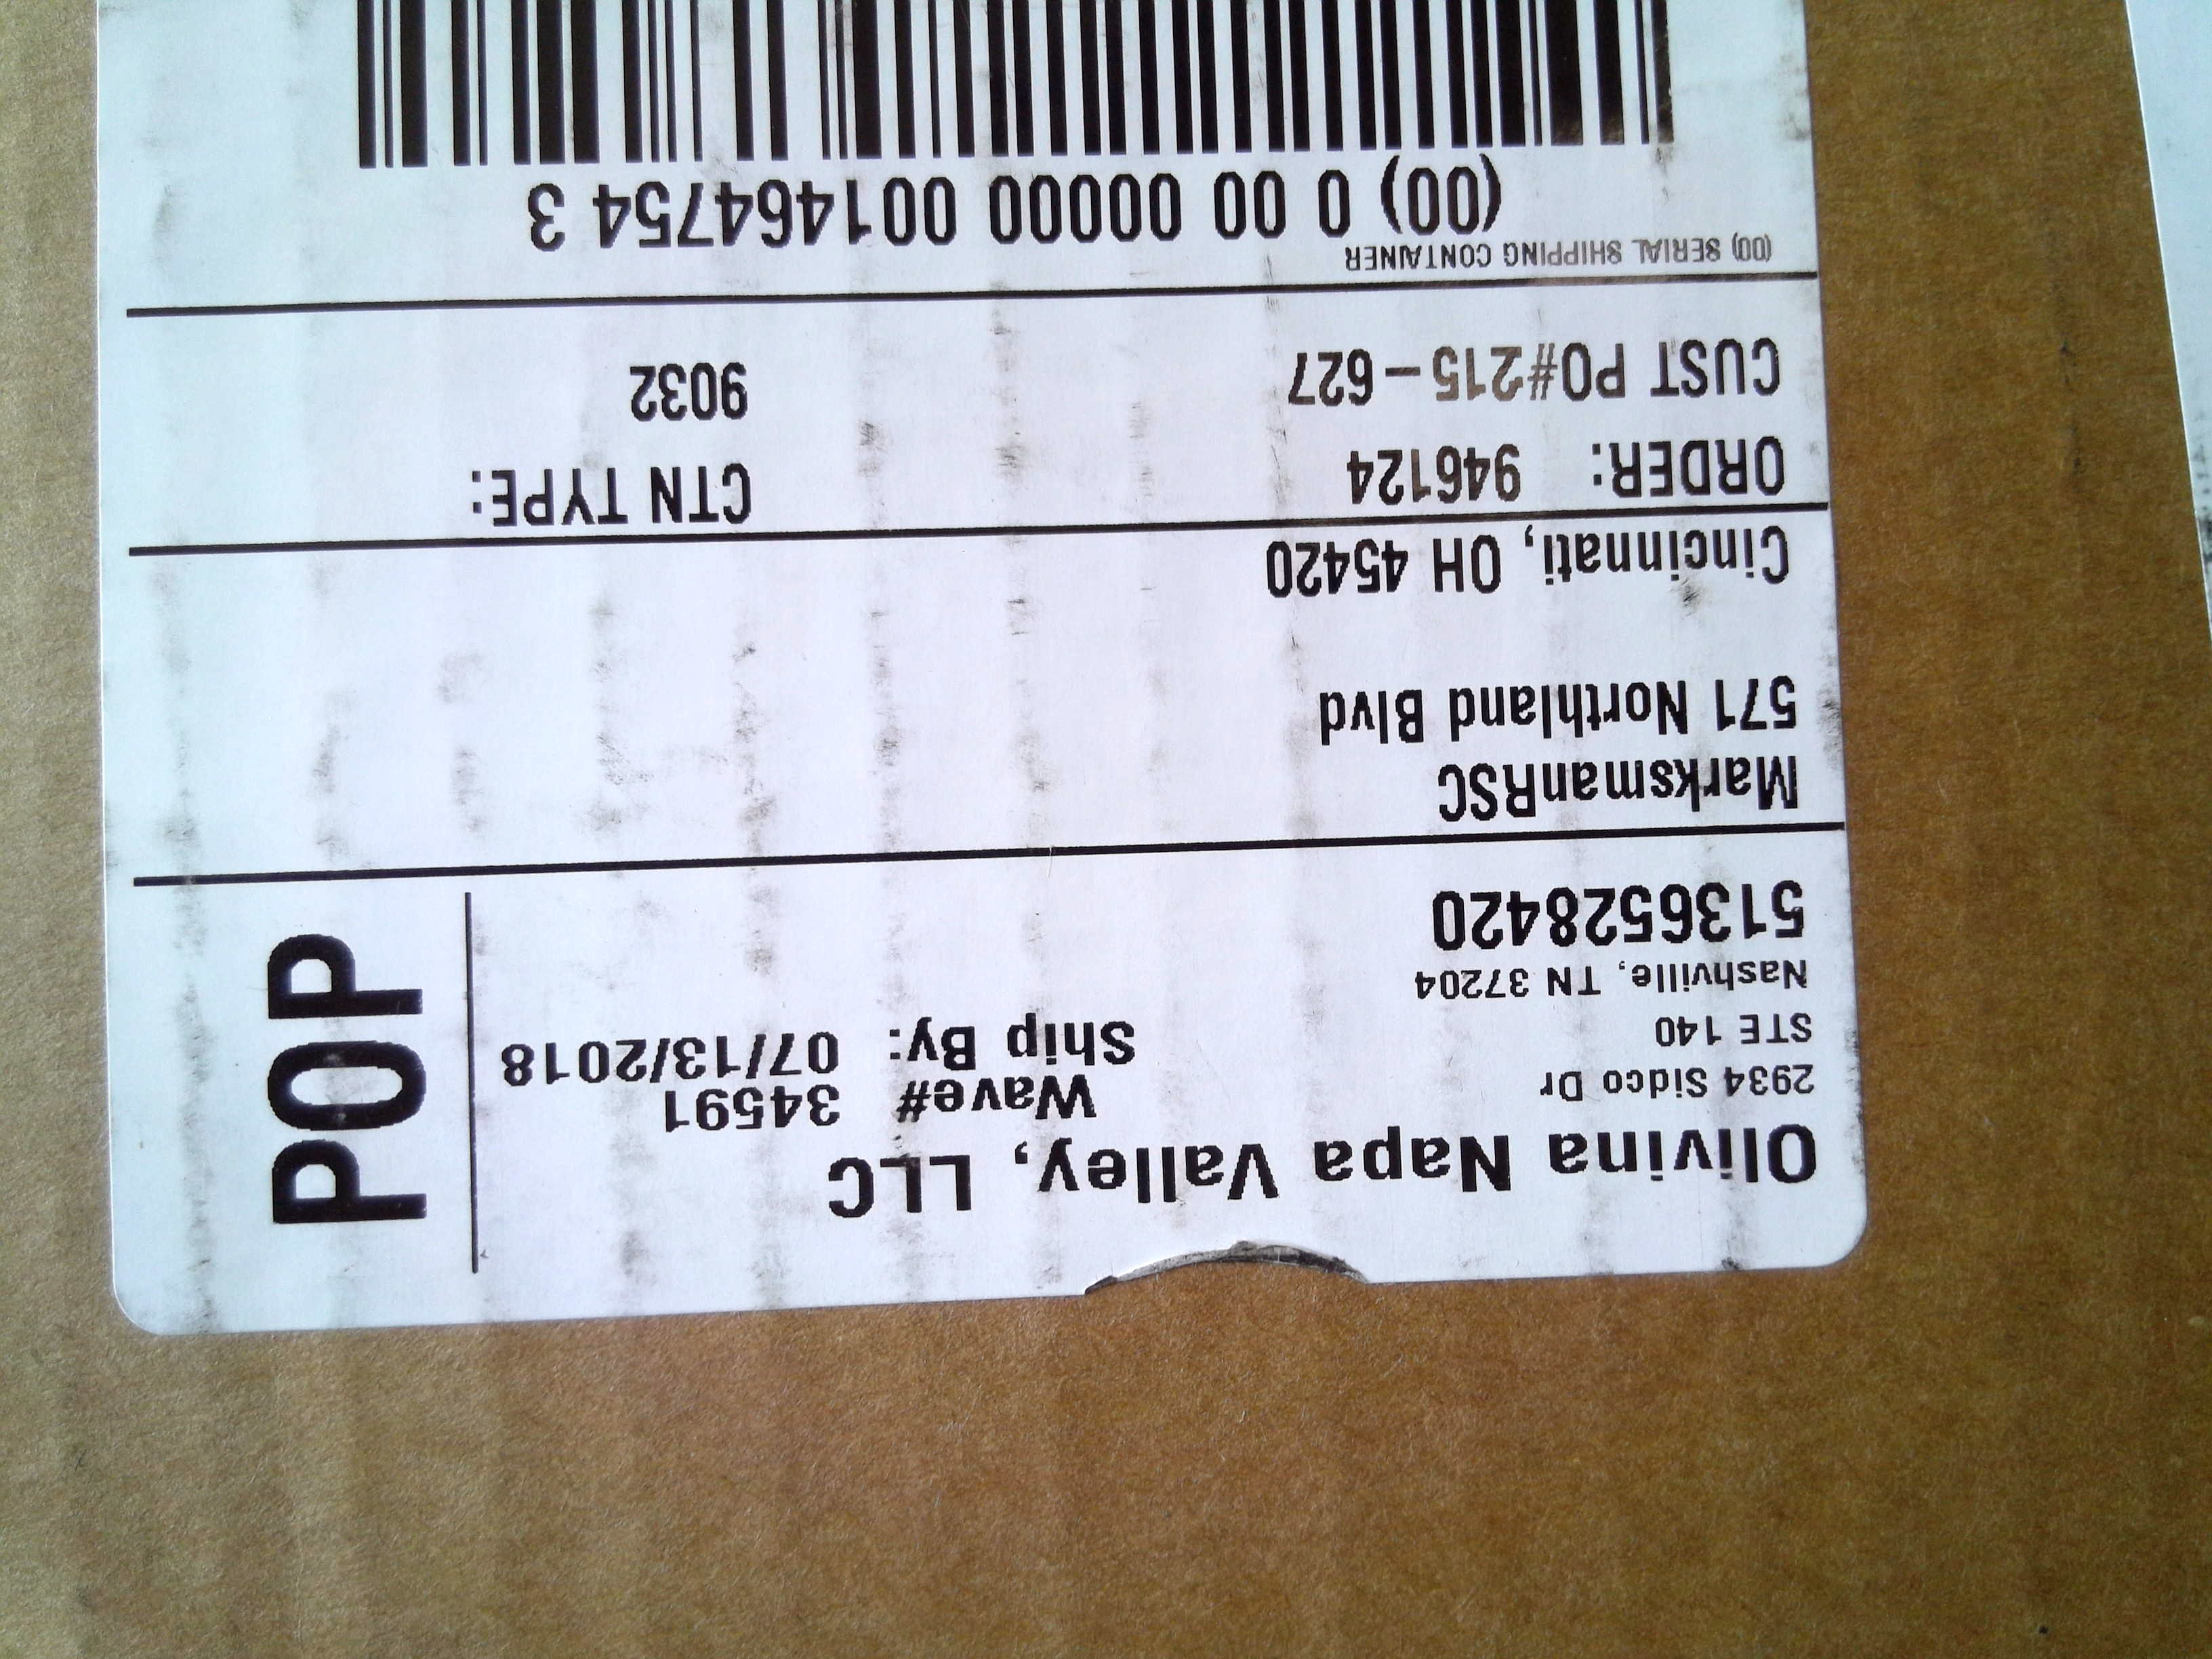 Olivina Napa Valley, LLC
2934 Sidco Dr
STE 140
Nashville, TN 37204
5136528420
Wave# 34591
Ship By: 07/13/2018
POP
MarksmanRSC
571 Northland Blvd
Cincinnati, OH 45420
ORDER: 946124
CUST PO#215-627
CTN TYPE:
9032
(00) SERIAL SHIPPING CONTAINER
(00) 0 00 00000 001464754 3